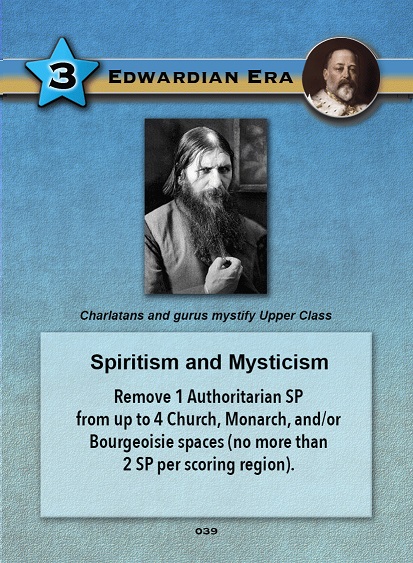 3
Edwardian Era
Charlatans and gurus mystify Upper Class
Spiritism and Mysticism
Remove 1 Authoritarian SP
from up to 4 Church, Monarch, and/or
Bourgeoisie spaces (no more than
2 SP per scoring region).
039